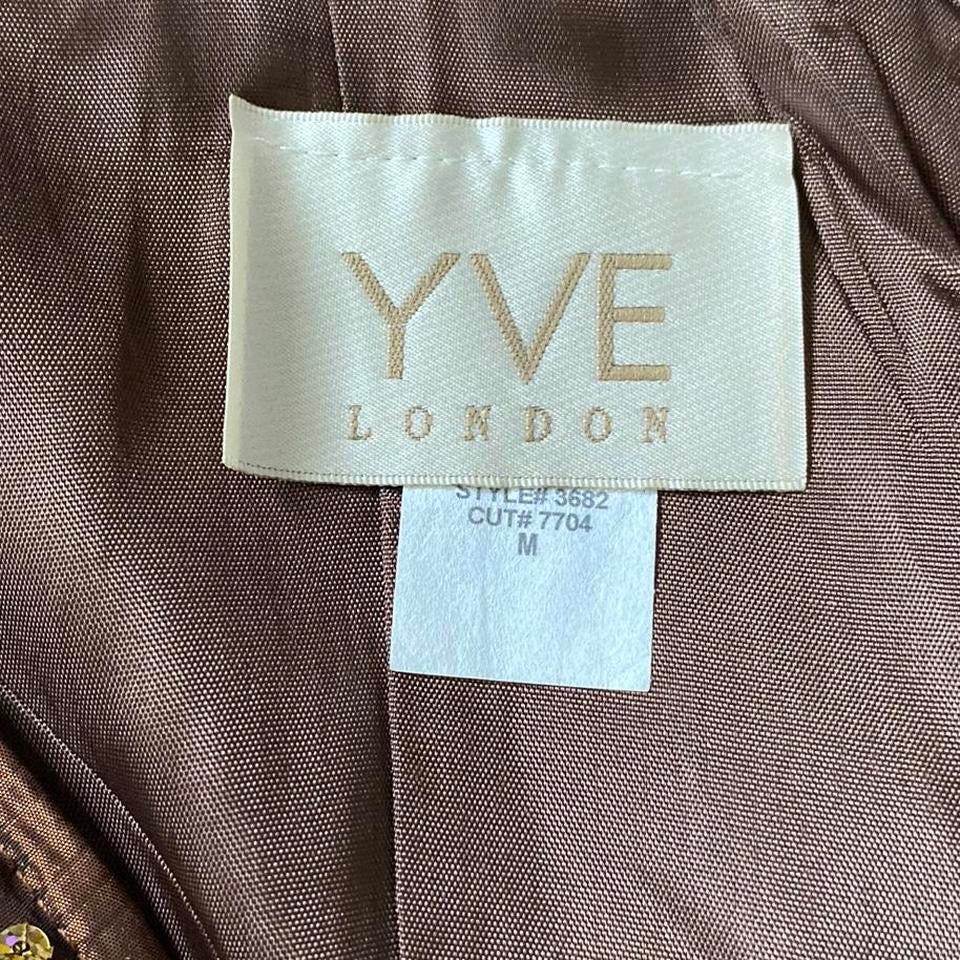 YVE
LONDON
STYLE# 3682
CUT# 7704
M